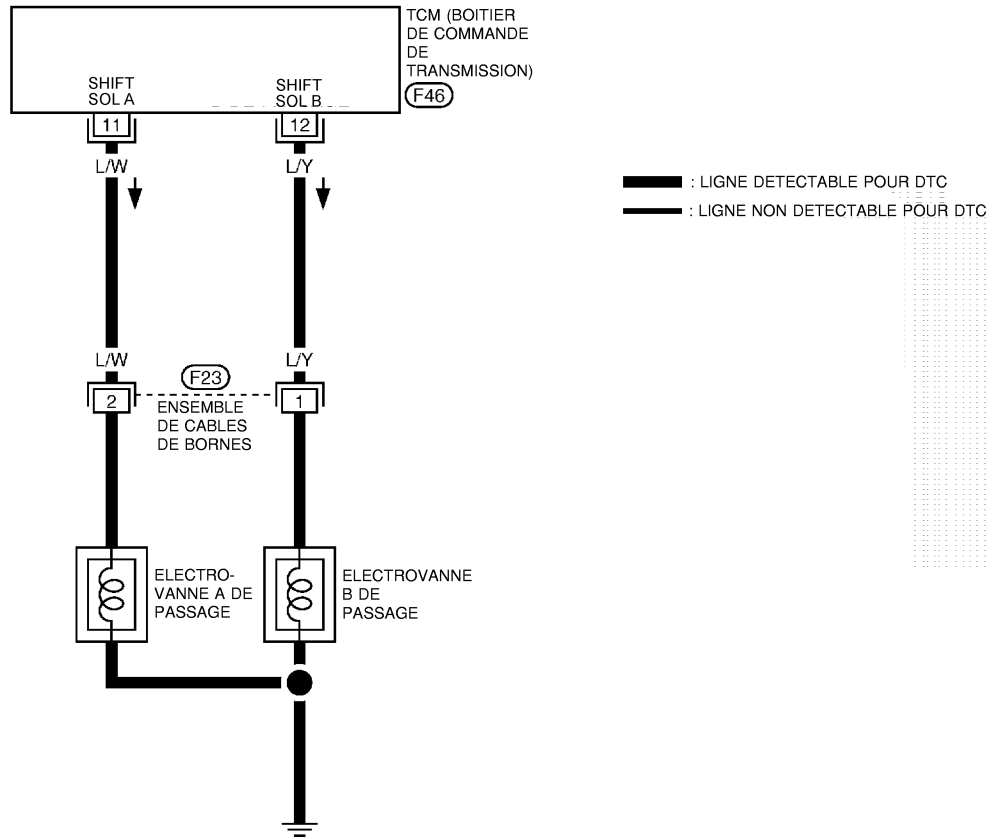 TCM (BOITIER
DE COMMANDE
DE
TRANSMISSION)
F46
SHIFT
SOL A
SHIFT
SOL B
11
12
L/W
L/Y
: LIGNE DETECTABLE POUR DTC
: LIGNE NON DETECTABLE POUR DTC
L/W
L/Y
F23
2
1
ENSEMBLE
DE CABLES
DE BORNES
ELECTRO-
VANNE A DE
PASSAGE
ELECTROVANNE
B DE
PASSAGE